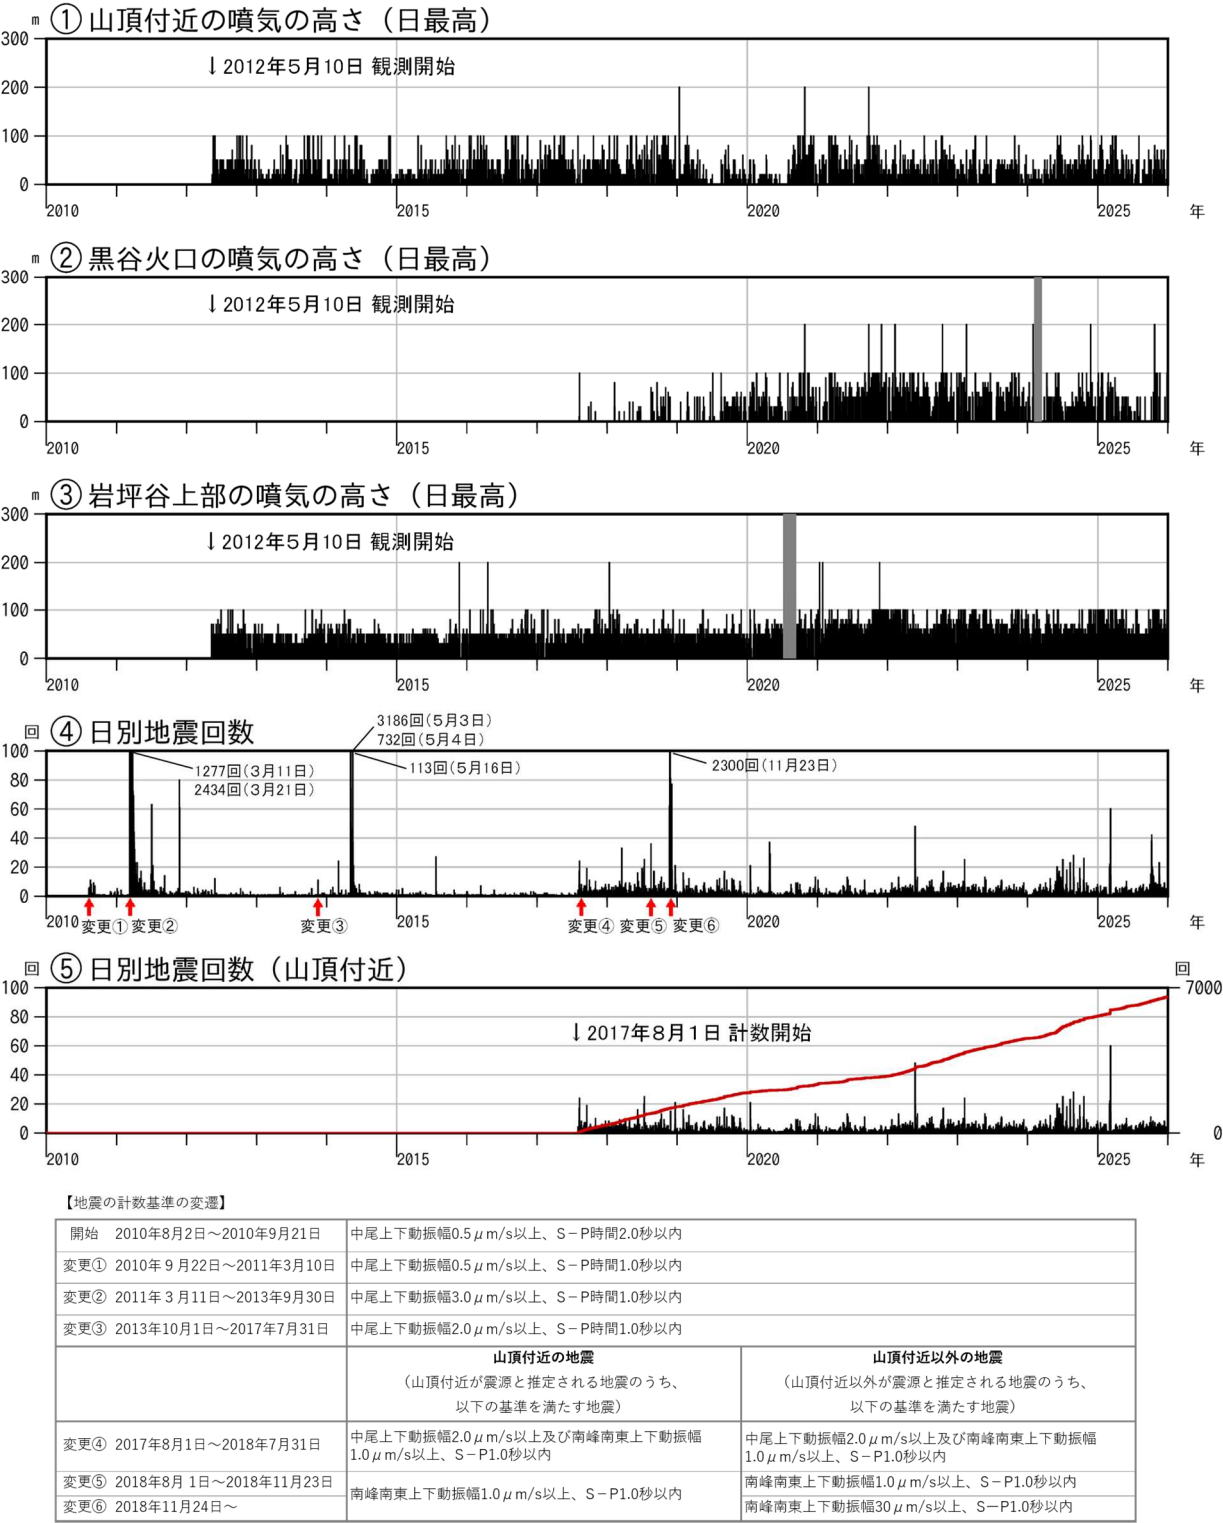 m ①山頂付近の噴気の高さ（日最高）
300
↓2012年5月10日 観測開始
200
100
0
2010 2015 2020 2025 年
m ②黒谷火口の噴気の高さ（日最高）
300
↓2012年5月10日 観測開始
200
100
0
2010 2015 2020 2025 年
m ③岩坪谷上部の噴気の高さ（日最高）
300
↓2012年5月10日 観測開始
200
100
0
2010 2015 2020 2025 年
回 ④日別地震回数
3186回(５月３日)
732回(５月４日)
100
1277回(３月11日)
113回(５月16日)
2300回(11月23日)
80
2434回(３月21日)
60
40
20
0
2010 2015 2020 2025 年
変更① 変更② 変更③ 変更④ 変更⑤ 変更⑥
回 ⑤日別地震回数（山頂付近） 回
100 7000
80
↓2017年８月１日 計数開始
60
40
20
0 0
2010 2015 2020 2025 年
【地震の計数基準の変遷】
開始 2010年8月2日～2010年9月21日 中尾上下動振幅0.5μm/s以上、S－P時間2.0秒以内
変更① 2010年９月22日～2011年3月10日 中尾上下動振幅0.5μm/s以上、S－P時間1.0秒以内
変更② 2011年３月11日～2013年9月30日 中尾上下動振幅3.0μm/s以上、S－P時間1.0秒以内
変更③ 2013年10月1日～2017年7月31日 中尾上下動振幅2.0μm/s以上、S－P時間1.0秒以内
山頂付近の地震 山頂付近以外の地震
（山頂付近が震源と推定される地震のうち、 （山頂付近以外が震源と推定される地震のうち、
以下の基準を満たす地震） 以下の基準を満たす地震）
変更④ 2017年8月1日～2018年7月31日
中尾上下動振幅2.0μm/s以上及び南峰南東上下動振幅
1.0μm/s以上、S－P1.0秒以内
中尾上下動振幅2.0μm/s以上及び南峰南東上下動振幅
1.0μm/s以上、S－P1.0秒以内
変更⑤ 2018年8月 1日～2018年11月23日
南峰南東上下動振幅1.0μm/s以上、S－P1.0秒以内
南峰南東上下動振幅1.0μm/s以上、S－P1.0秒以内
変更⑥ 2018年11月24日～
南峰南東上下動振幅30μm/s以上、S－P1.0秒以内